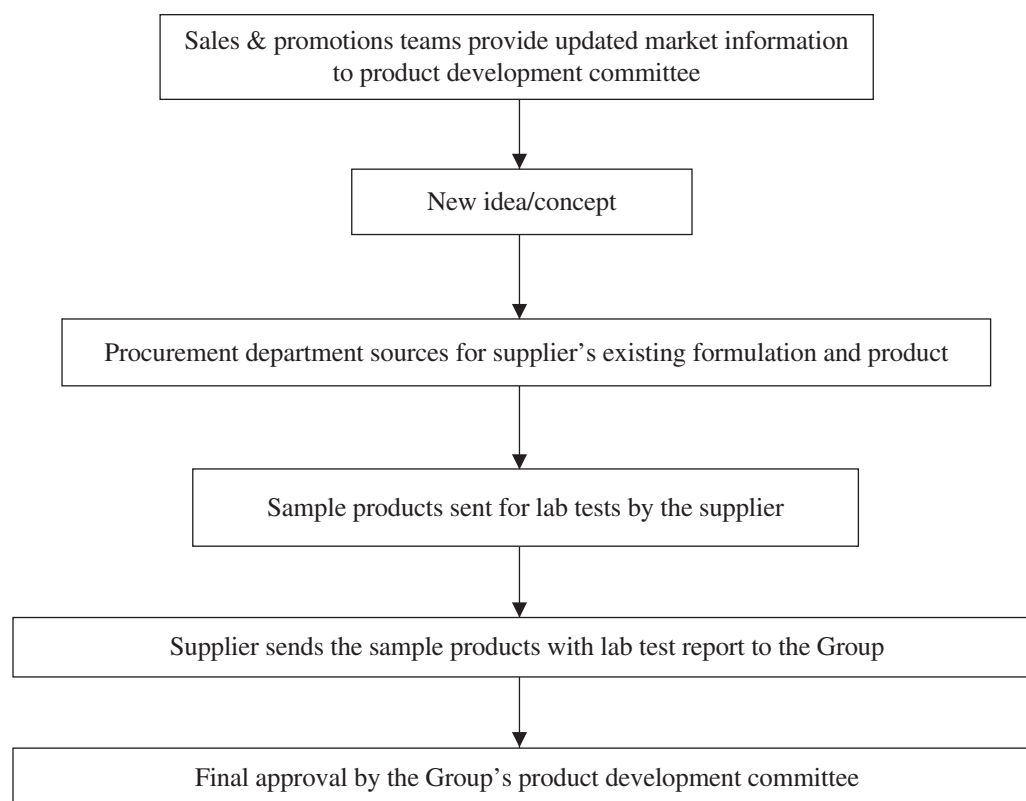 Sales & promotions teams provide updated market information
to product development committee
New idea/concept
Procurement department sources for supplier’s existing formulation and product
Sample products sent for lab tests by the supplier
Supplier sends the sample products with lab test report to the Group
Final approval by the Group’s product development committee